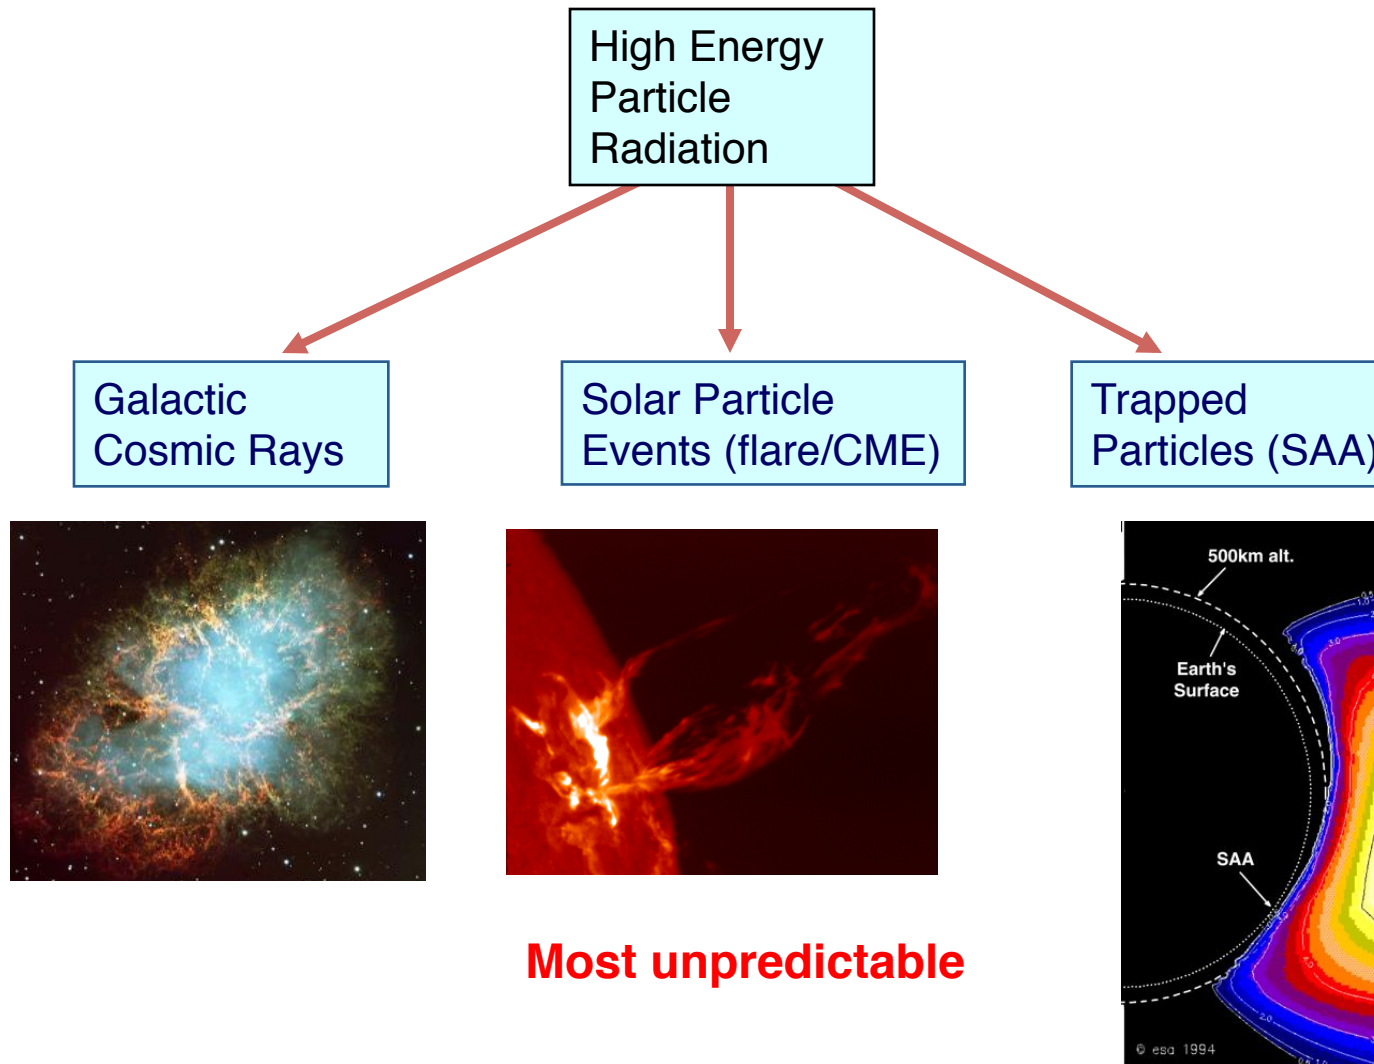 High Energy
Particle
Radiation
Galactic
Cosmic Rays
Solar Particle
Events (flare/CME)
Trapped
Particles (SAA)
500km alt.
Earth's
Surface
SAA
Most unpredictable
© esa 1994